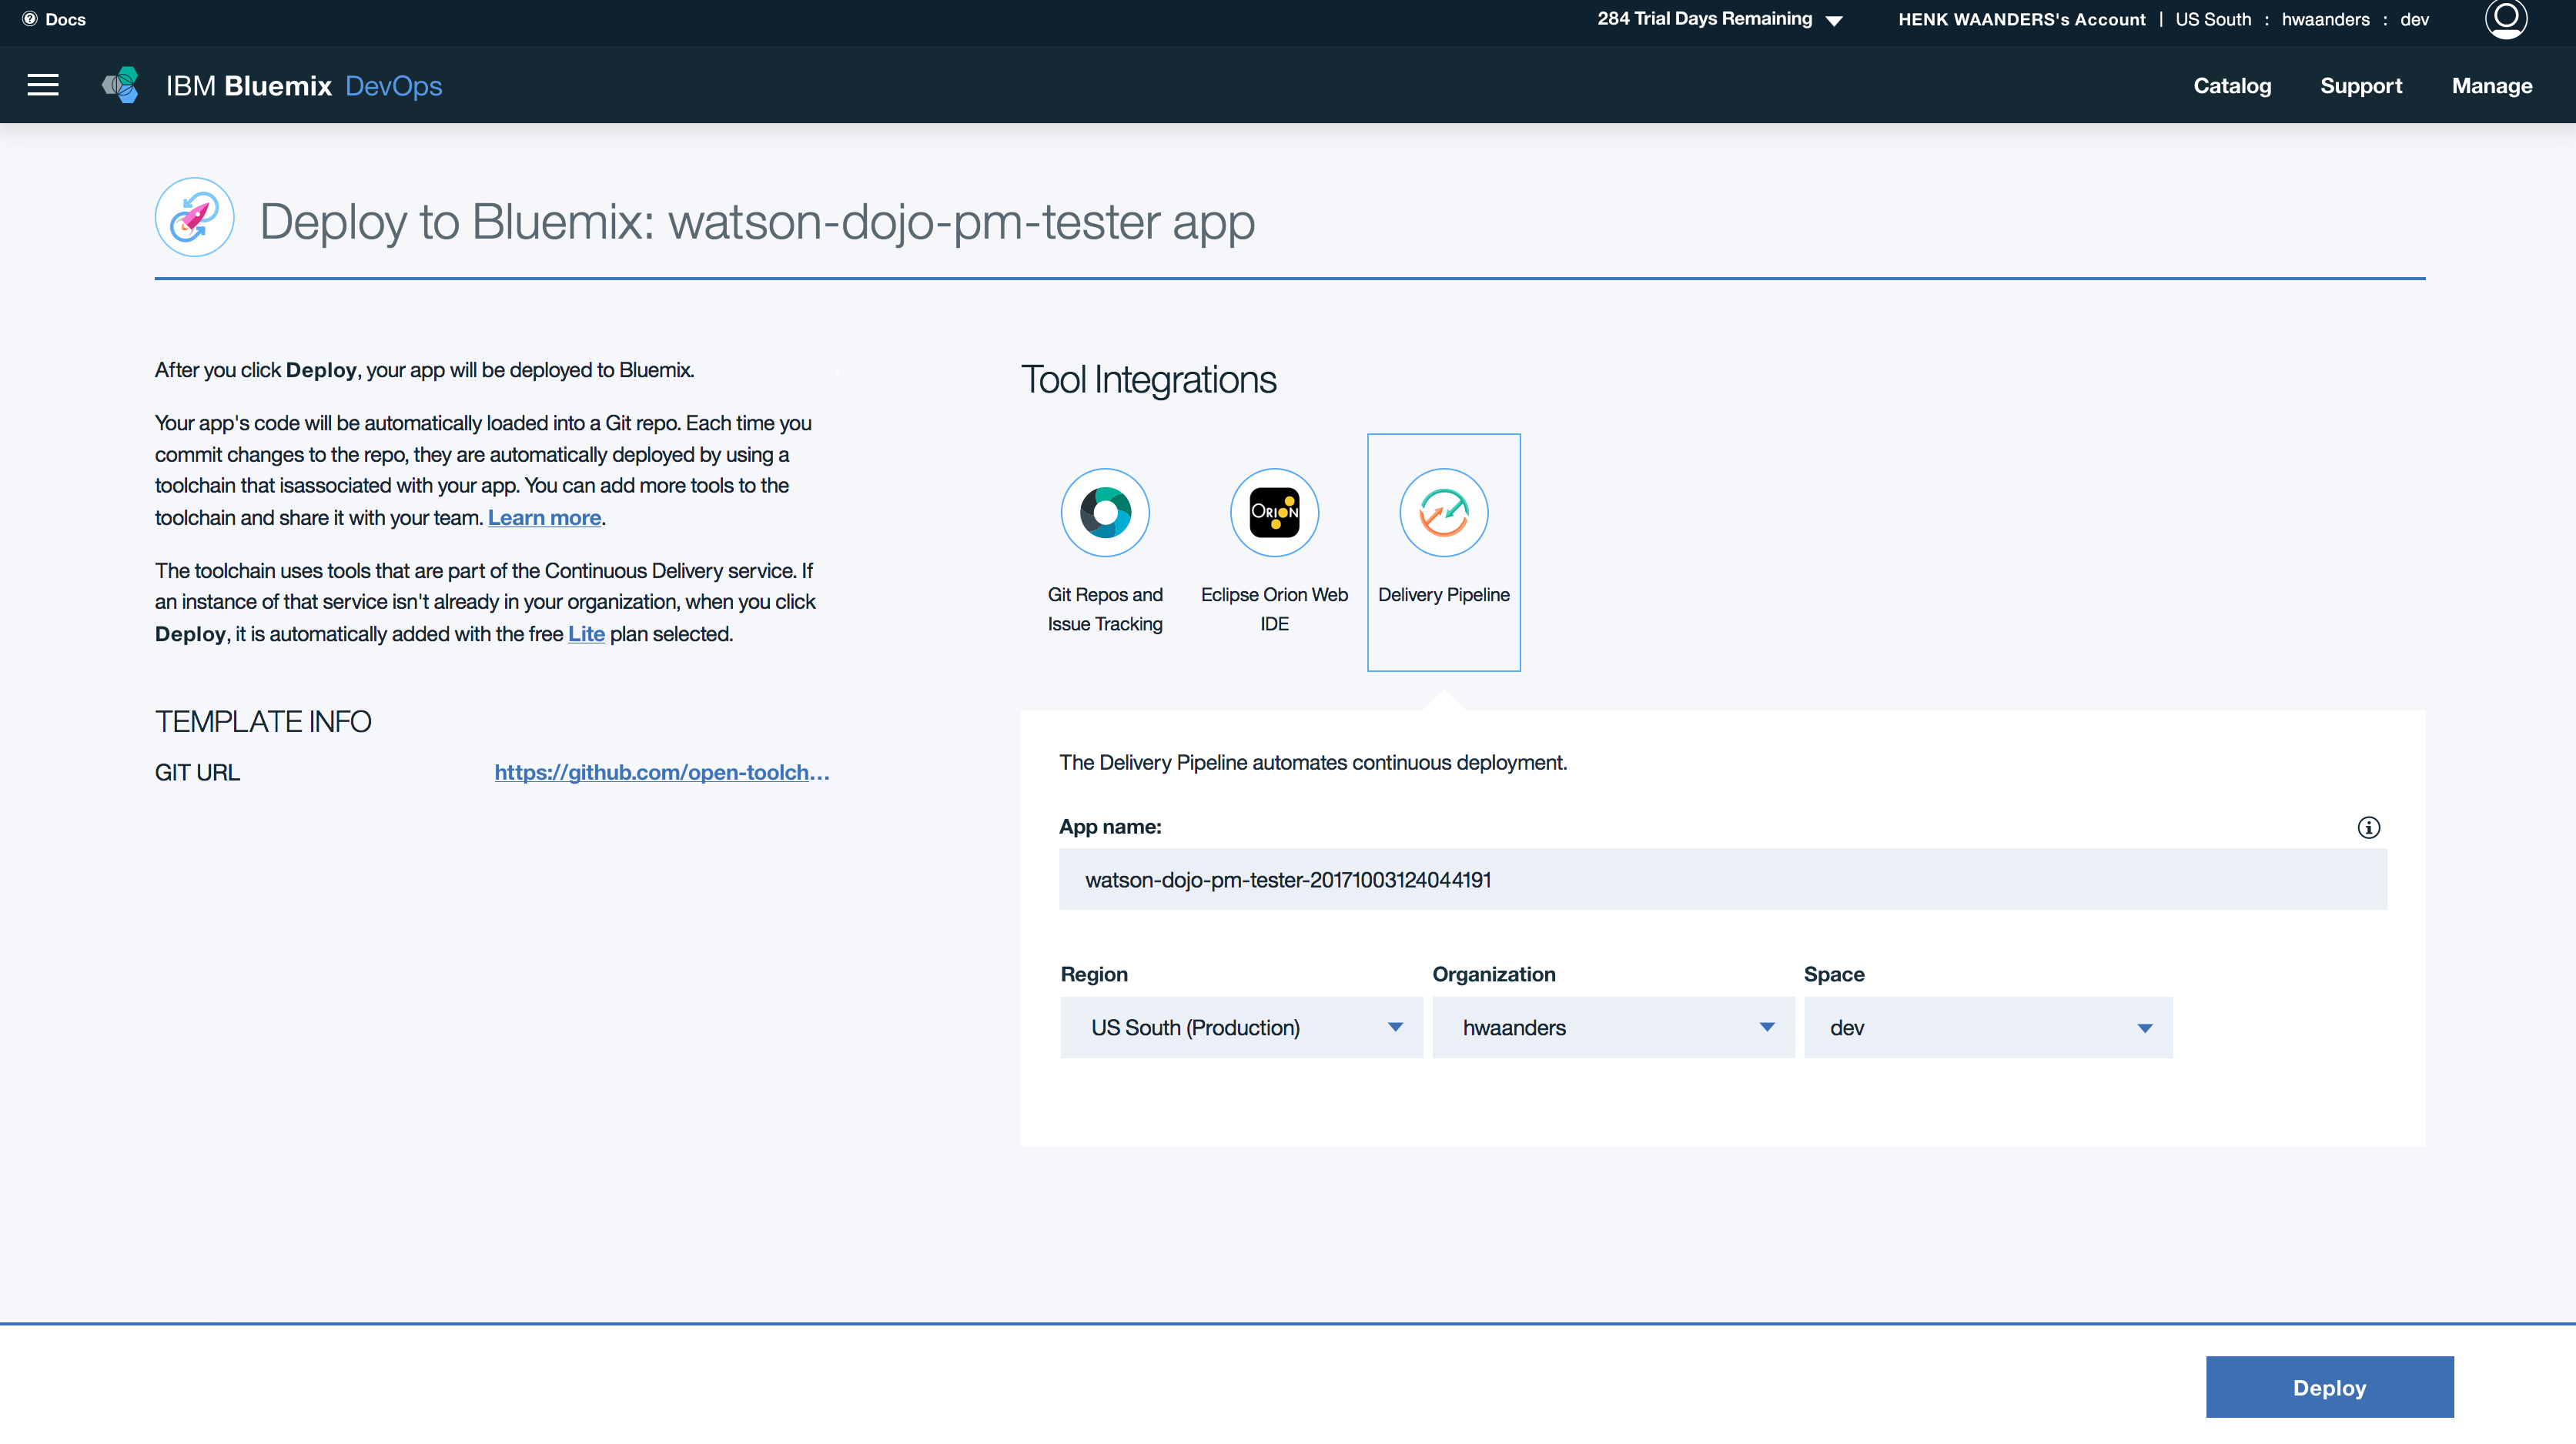 Docs
284 Trial Days Remaining
HENK WAANDERS's Account | US South : hwaanders : dev
IBM Bluemix DevOps
Catalog
Support
Manage
Deploy to Bluemix: watson-dojo-pm-tester app
After you click Deploy, your app will be deployed to Bluemix.
Your app's code will be automatically loaded into a Git repo. Each time you
commit changes to the repo, they are automatically deployed by using a
toolchain that isassociated with your app. You can add more tools to the
toolchain and share it with your team. Learn more.
The toolchain uses tools that are part of the Continuous Delivery service. If
an instance of that service isn't already in your organization, when you click
Deploy, it is automatically added with the free Lite plan selected.
TEMPLATE INFO
GIT URL
https://github.com/open-toolch...
Tool Integrations
Git Repos and
Issue Tracking
ORION
Eclipse Orion Web
IDE
Delivery Pipeline
The Delivery Pipeline automates continuous deployment.
App name:
watson-dojo-pm-tester-20171003124044191
Region
Organization
Space
US South (Production)
hwaanders
dev
Deploy